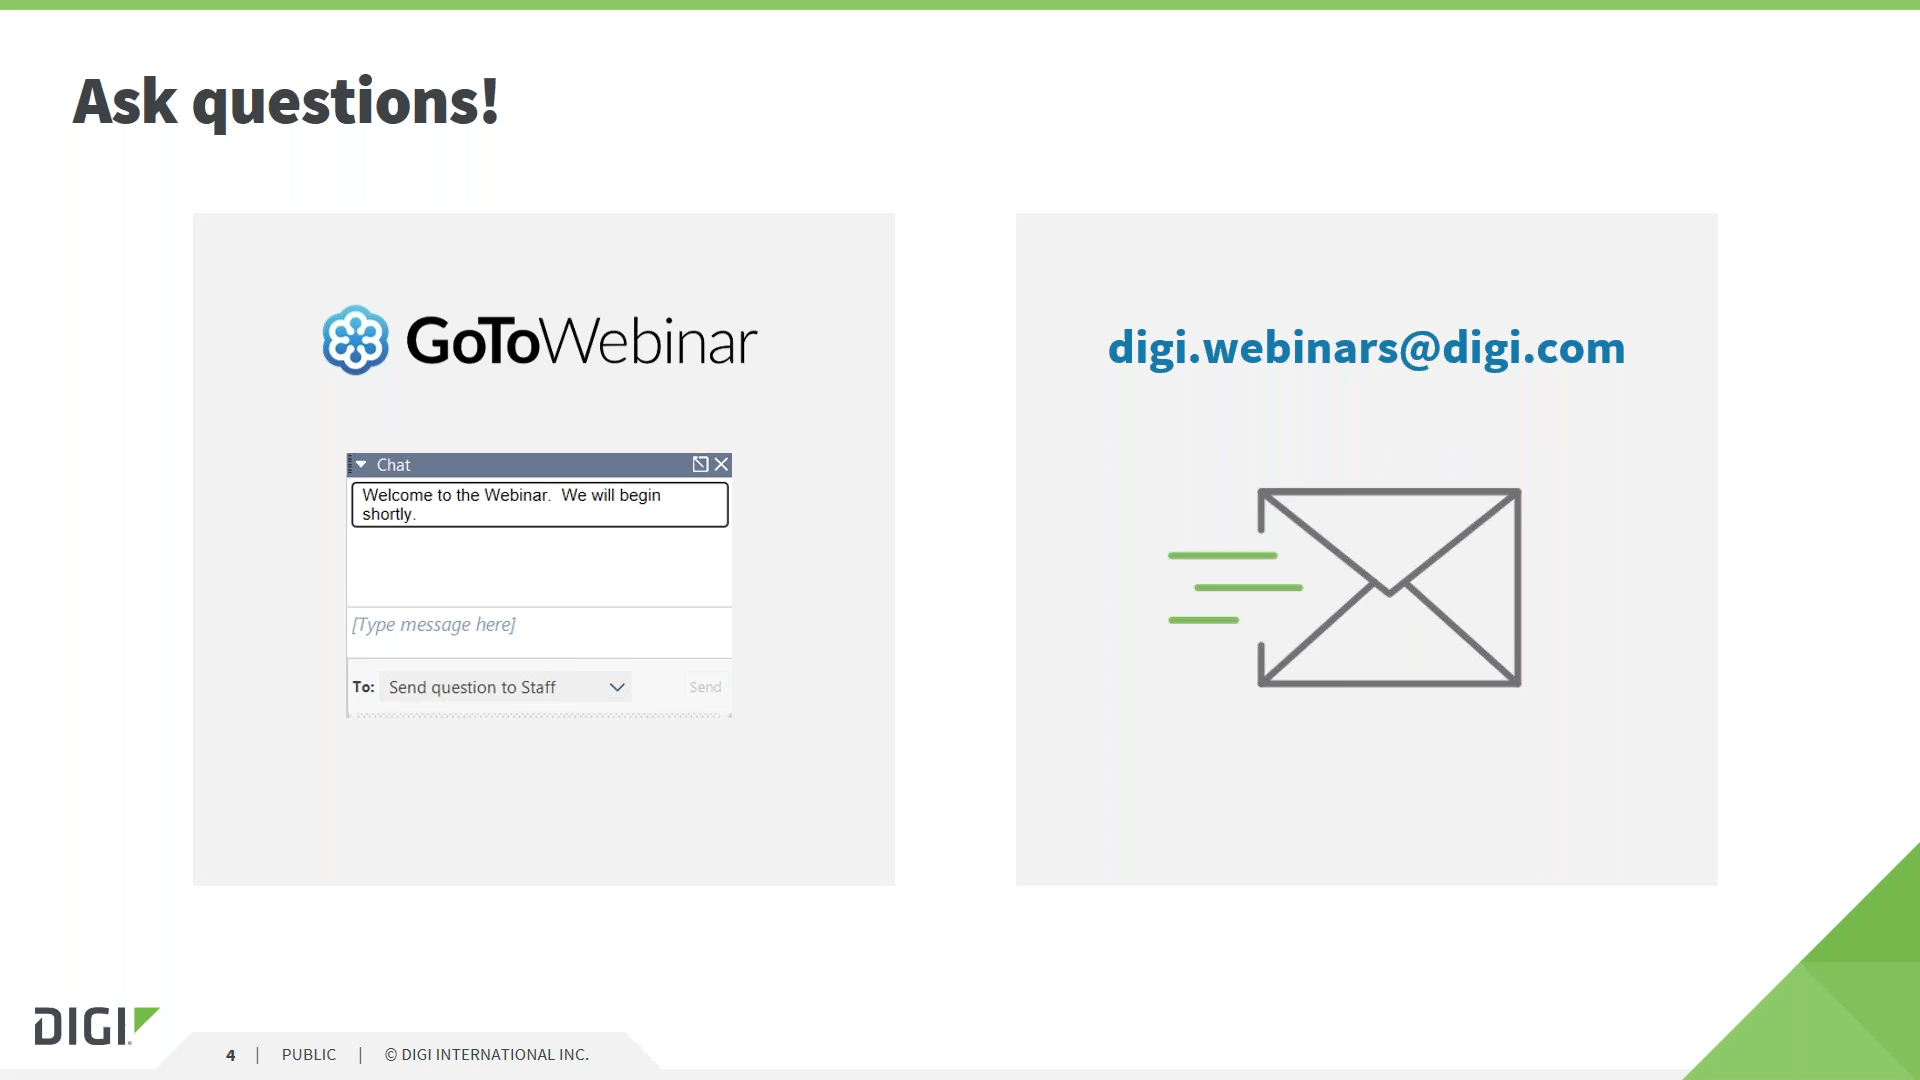 Ask questions!
GoToWebinar
Chat
Welcome to the Webinar.  We will begin
shortly.
[Type message here]
To: Send question to Staff
Send
digi.webinars@digi.com
DIGI
4 | PUBLIC | © DIGI INTERNATIONAL INC.